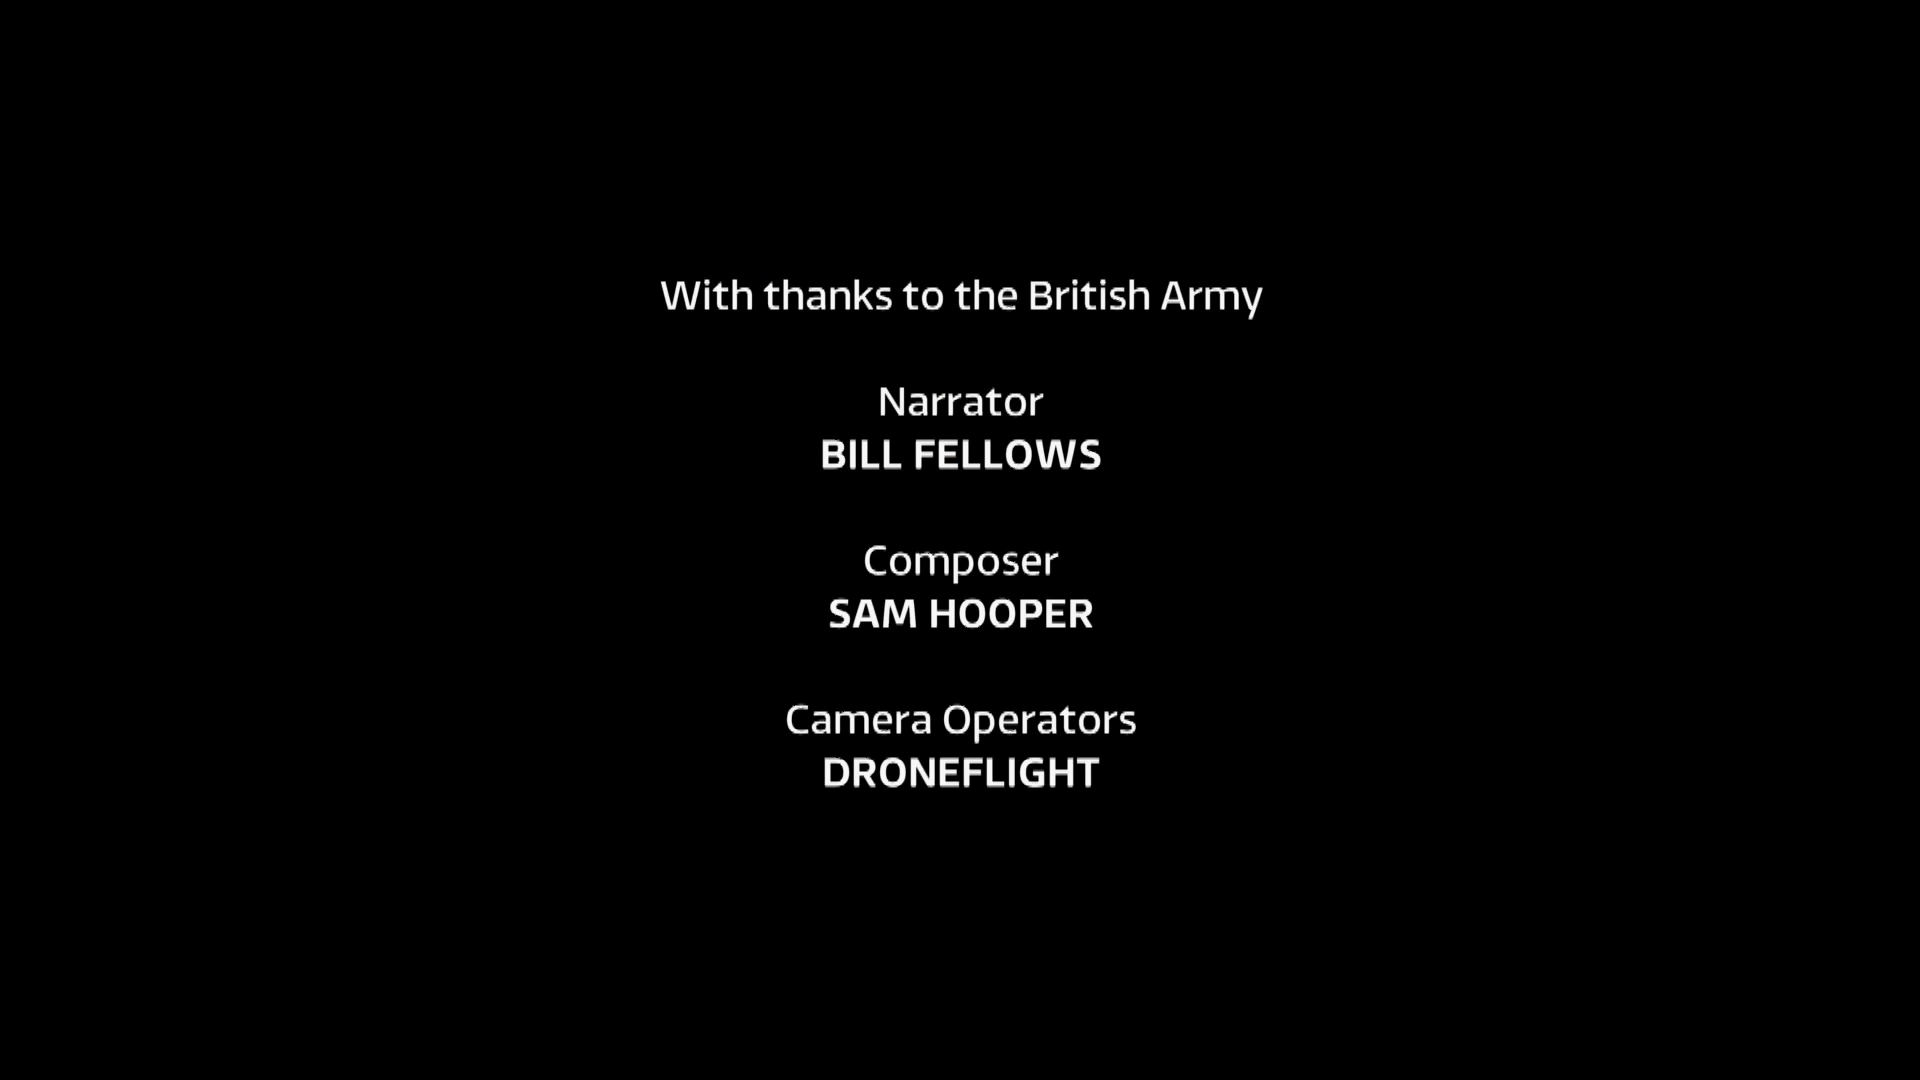 With thanks to the British Army
Narrator
BILL FELLOWS
Composer
SAM HOOPER
Camera Operators
DRONEFLIGHT